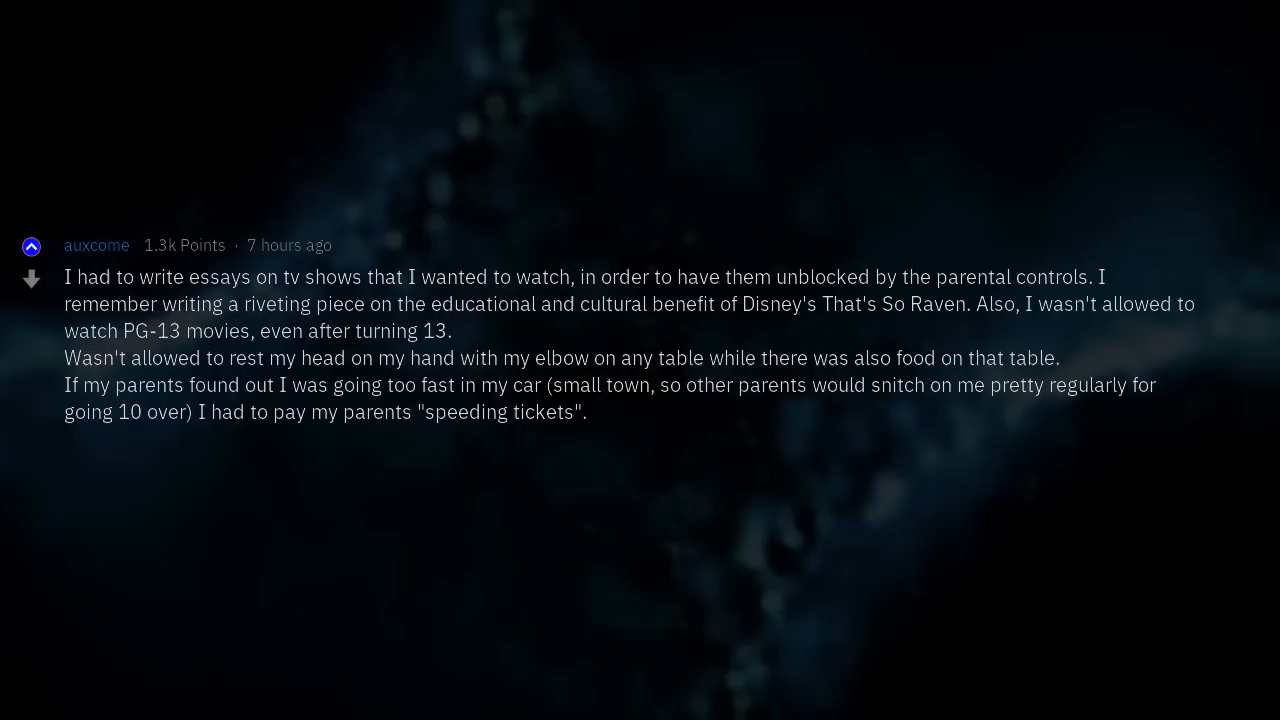 auxcome 1.3k Points · 7 hours ago
I had to write essays on tv shows that I wanted to watch, in order to have them unblocked by the parental controls. I
remember writing a riveting piece on the educational and cultural benefit of Disney's That's So Raven. Also, I wasn't allowed to
watch PG-13 movies, even after turning 13.
Wasn't allowed to rest my head on my hand with my elbow on any table while there was also food on that table.
If my parents found out I was going too fast in my car (small town, so other parents would snitch on me pretty regularly for
going 10 over) I had to pay my parents "speeding tickets".